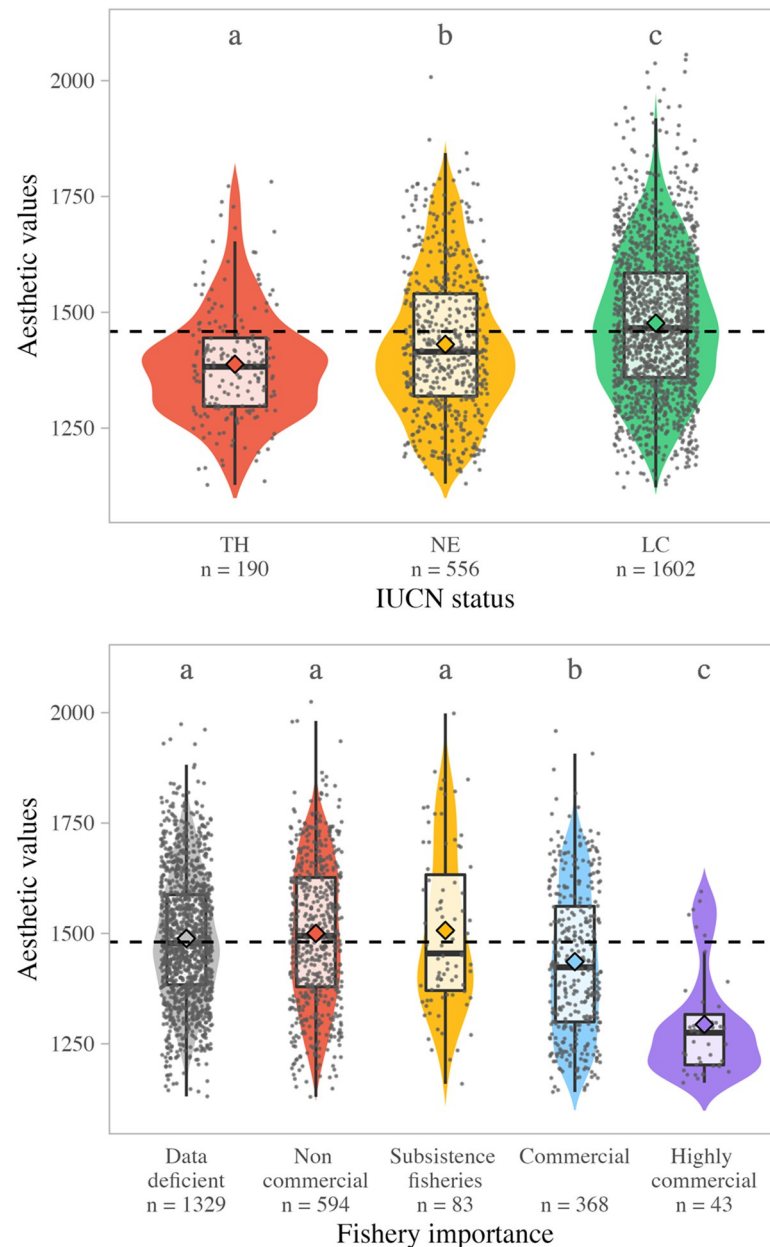 a b c
2000
1750
1500
1250
Aesthetic values
TH NE LC
n = 190 n = 556 n = 1602
IUCN status
a a a b c
2000
1750
1500
1250
Aesthetic values
Data Non Subsistence Commercial Highly
deficient commercial fisheries commercial
n = 1329 n = 594 n = 83 n = 368 n = 43
Fishery importance